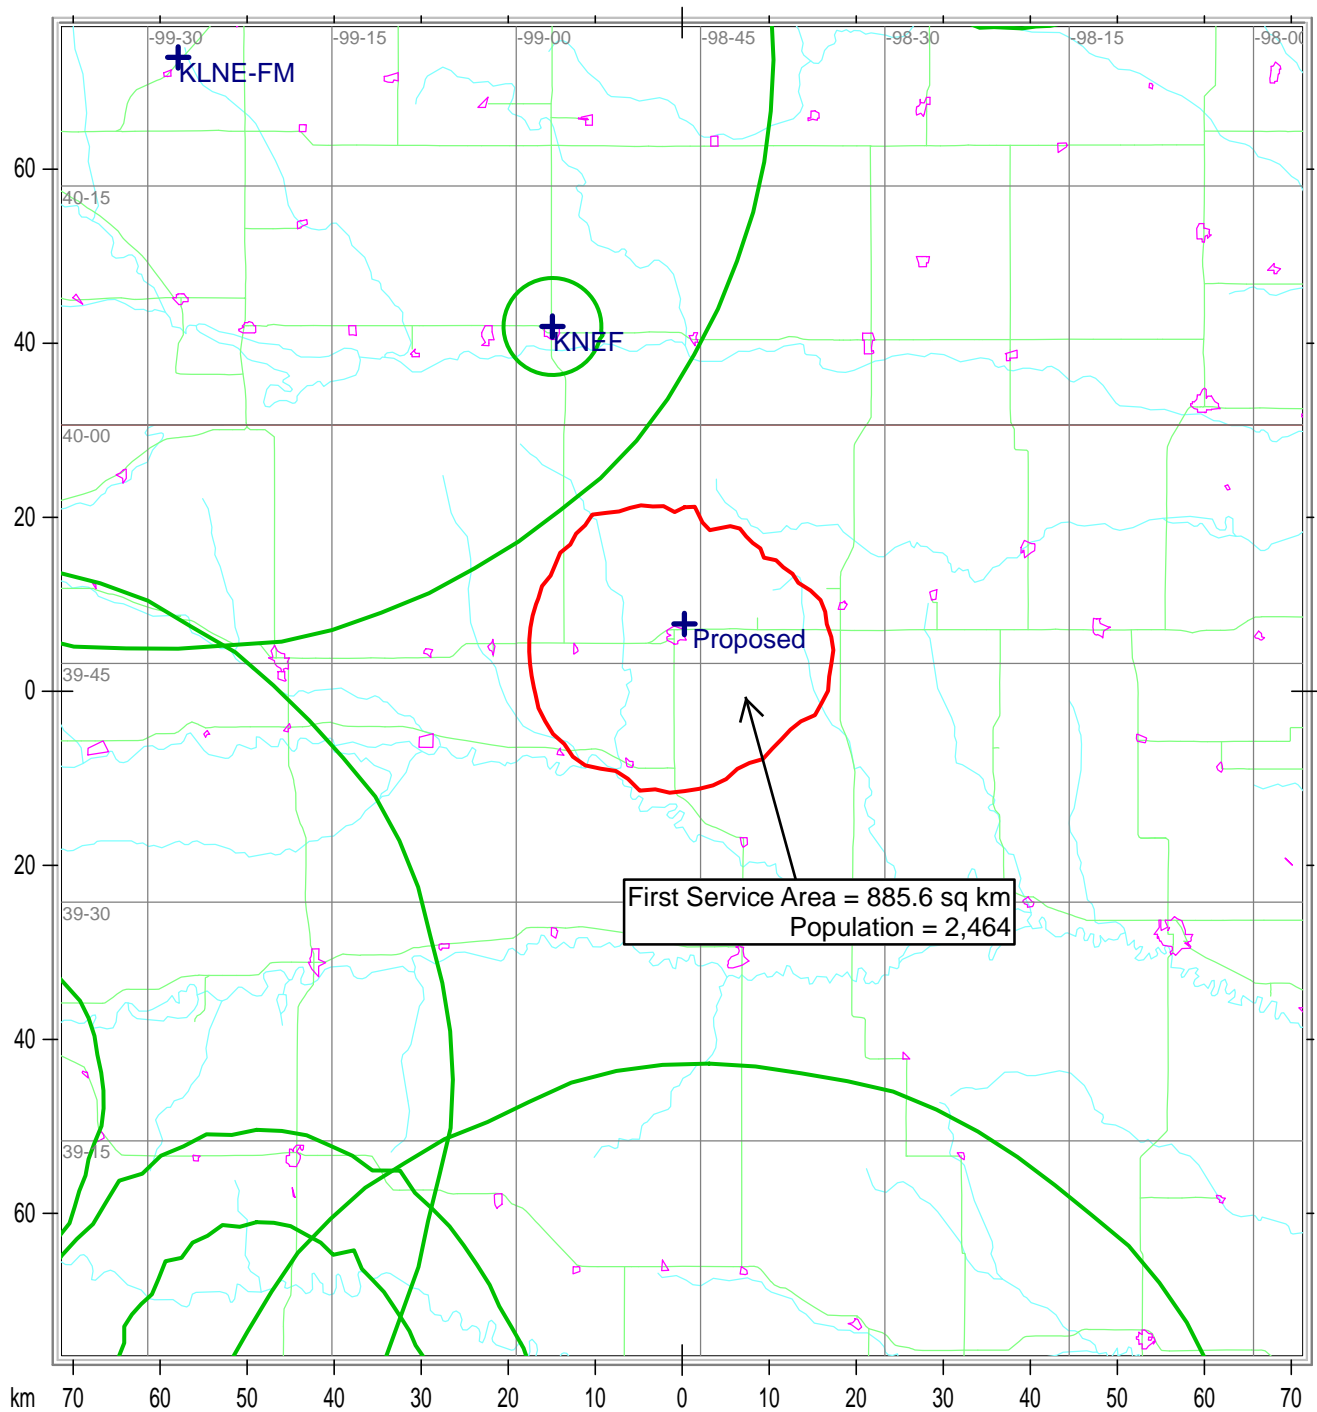 -99-30 -99-15 -99-00 -98-45 -98-30 -98-15 -98-00
KLNE-FM
60
40-15
40
KNEF
40-00
20
Proposed
39-45
0
20
First Service Area = 885.6 sq km
Population = 2,464
39-30
40
39-15
60
km 70 60 50 40 30 20 10 0 10 20 30 40 50 60 70